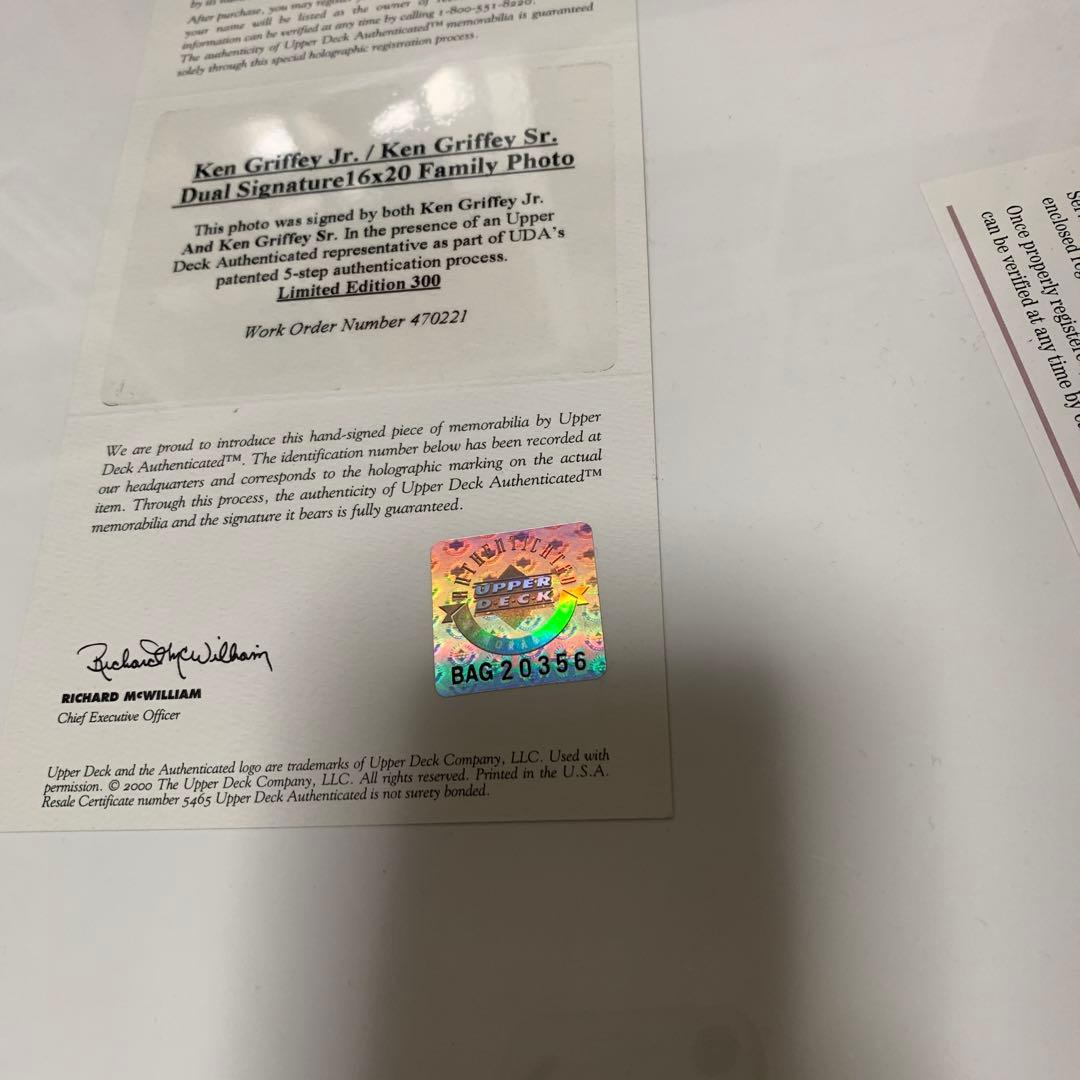 After purchase, you may
your name will be listed as the owner of
information can be verified at any time by calling 1-800-551-8220.
The authenticity of Upper Deck Authenticated™ memorabilia is guaranteed
solely through this special holographic registration process.
Ken Griffey Jr. / Ken Griffey Sr.
Dual Signature16x20 Family Photo
This photo was signed by both Ken Griffey Jr.
And Ken Griffey Sr. In the presence of an Upper
Deck Authenticated representative as part of UDA's
patented 5-step authentication process.
Limited Edition 300
Work Order Number 470221
We are proud to introduce this hand-signed piece of memorabilia by Upper
Deck Authenticated™. The identification number below has been recorded at
our headquarters and corresponds to the holographic marking on the actual
item. Through this process, the authenticity of Upper Deck Authenticated™
memorabilia and the signature it bears is fully guaranteed.
AUTHENTICATED
UPPER
DECK
BAG 20356
Richard McWilliam
RICHARD McWILLIAM
Chief Executive Officer
Upper Deck and the Authenticated logo are trademarks of Upper Deck Company, LLC. Used with
permission. © 2000 The Upper Deck Company, LLC. All rights reserved. Printed in the U.S.A.
Resale Certificate number 5465 Upper Deck Authenticated is not surety bonded.
enclosed
Once properly
can be verified at any time by